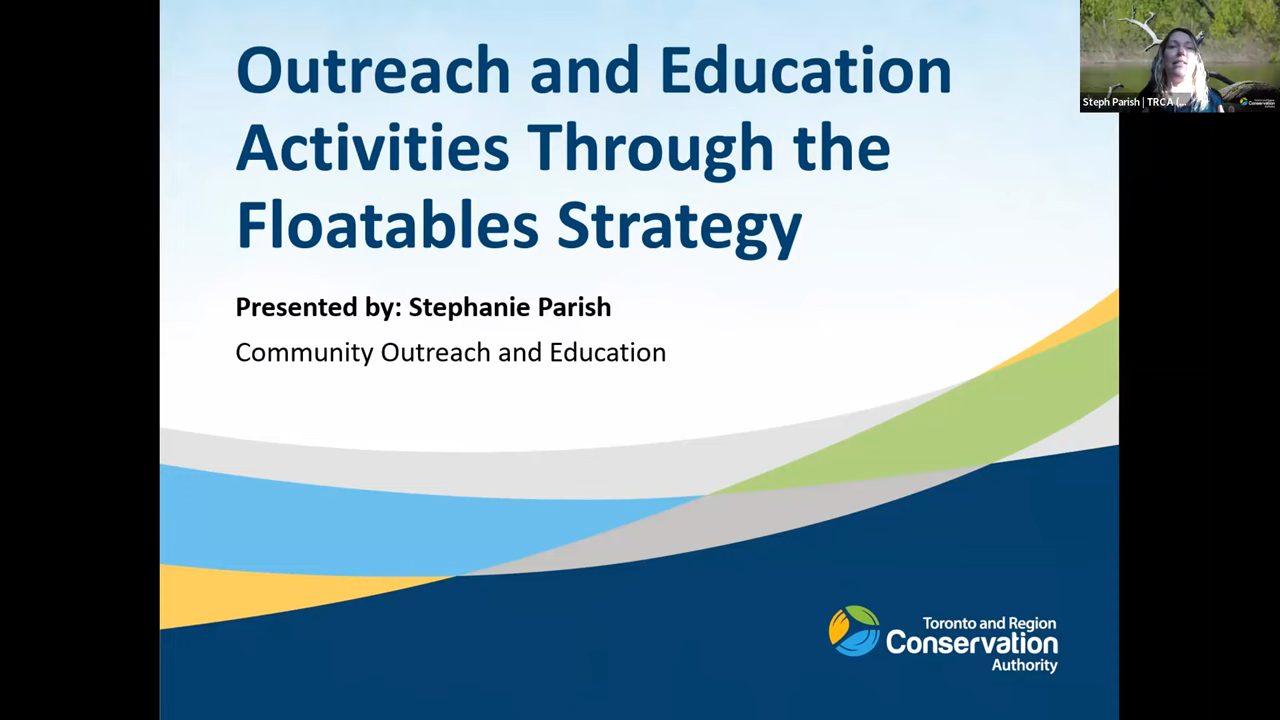 Outreach and Education
Activities Through the
Floatables Strategy
Presented by: Stephanie Parish
Community Outreach and Education
Steph Parish | TRCA (...
Conservation
Toronto and Region
Conservation
Authority